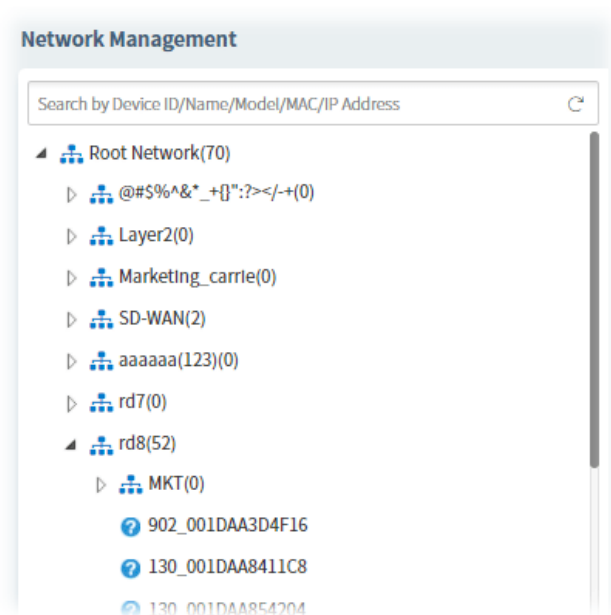 Network Management
Search by Device ID/Name/Model/MAC/IP Address
Root Network(70)
@#$%^&*_+{}":?></-+(0)
Layer2(0)
Marketing_carrie(0)
SD-WAN(2)
aaaaaa(123)(0)
rd7(0)
rd8(52)
MKT(0)
902_001DAA3D4F16
130_001DAA8411C8
130_001DAA854204